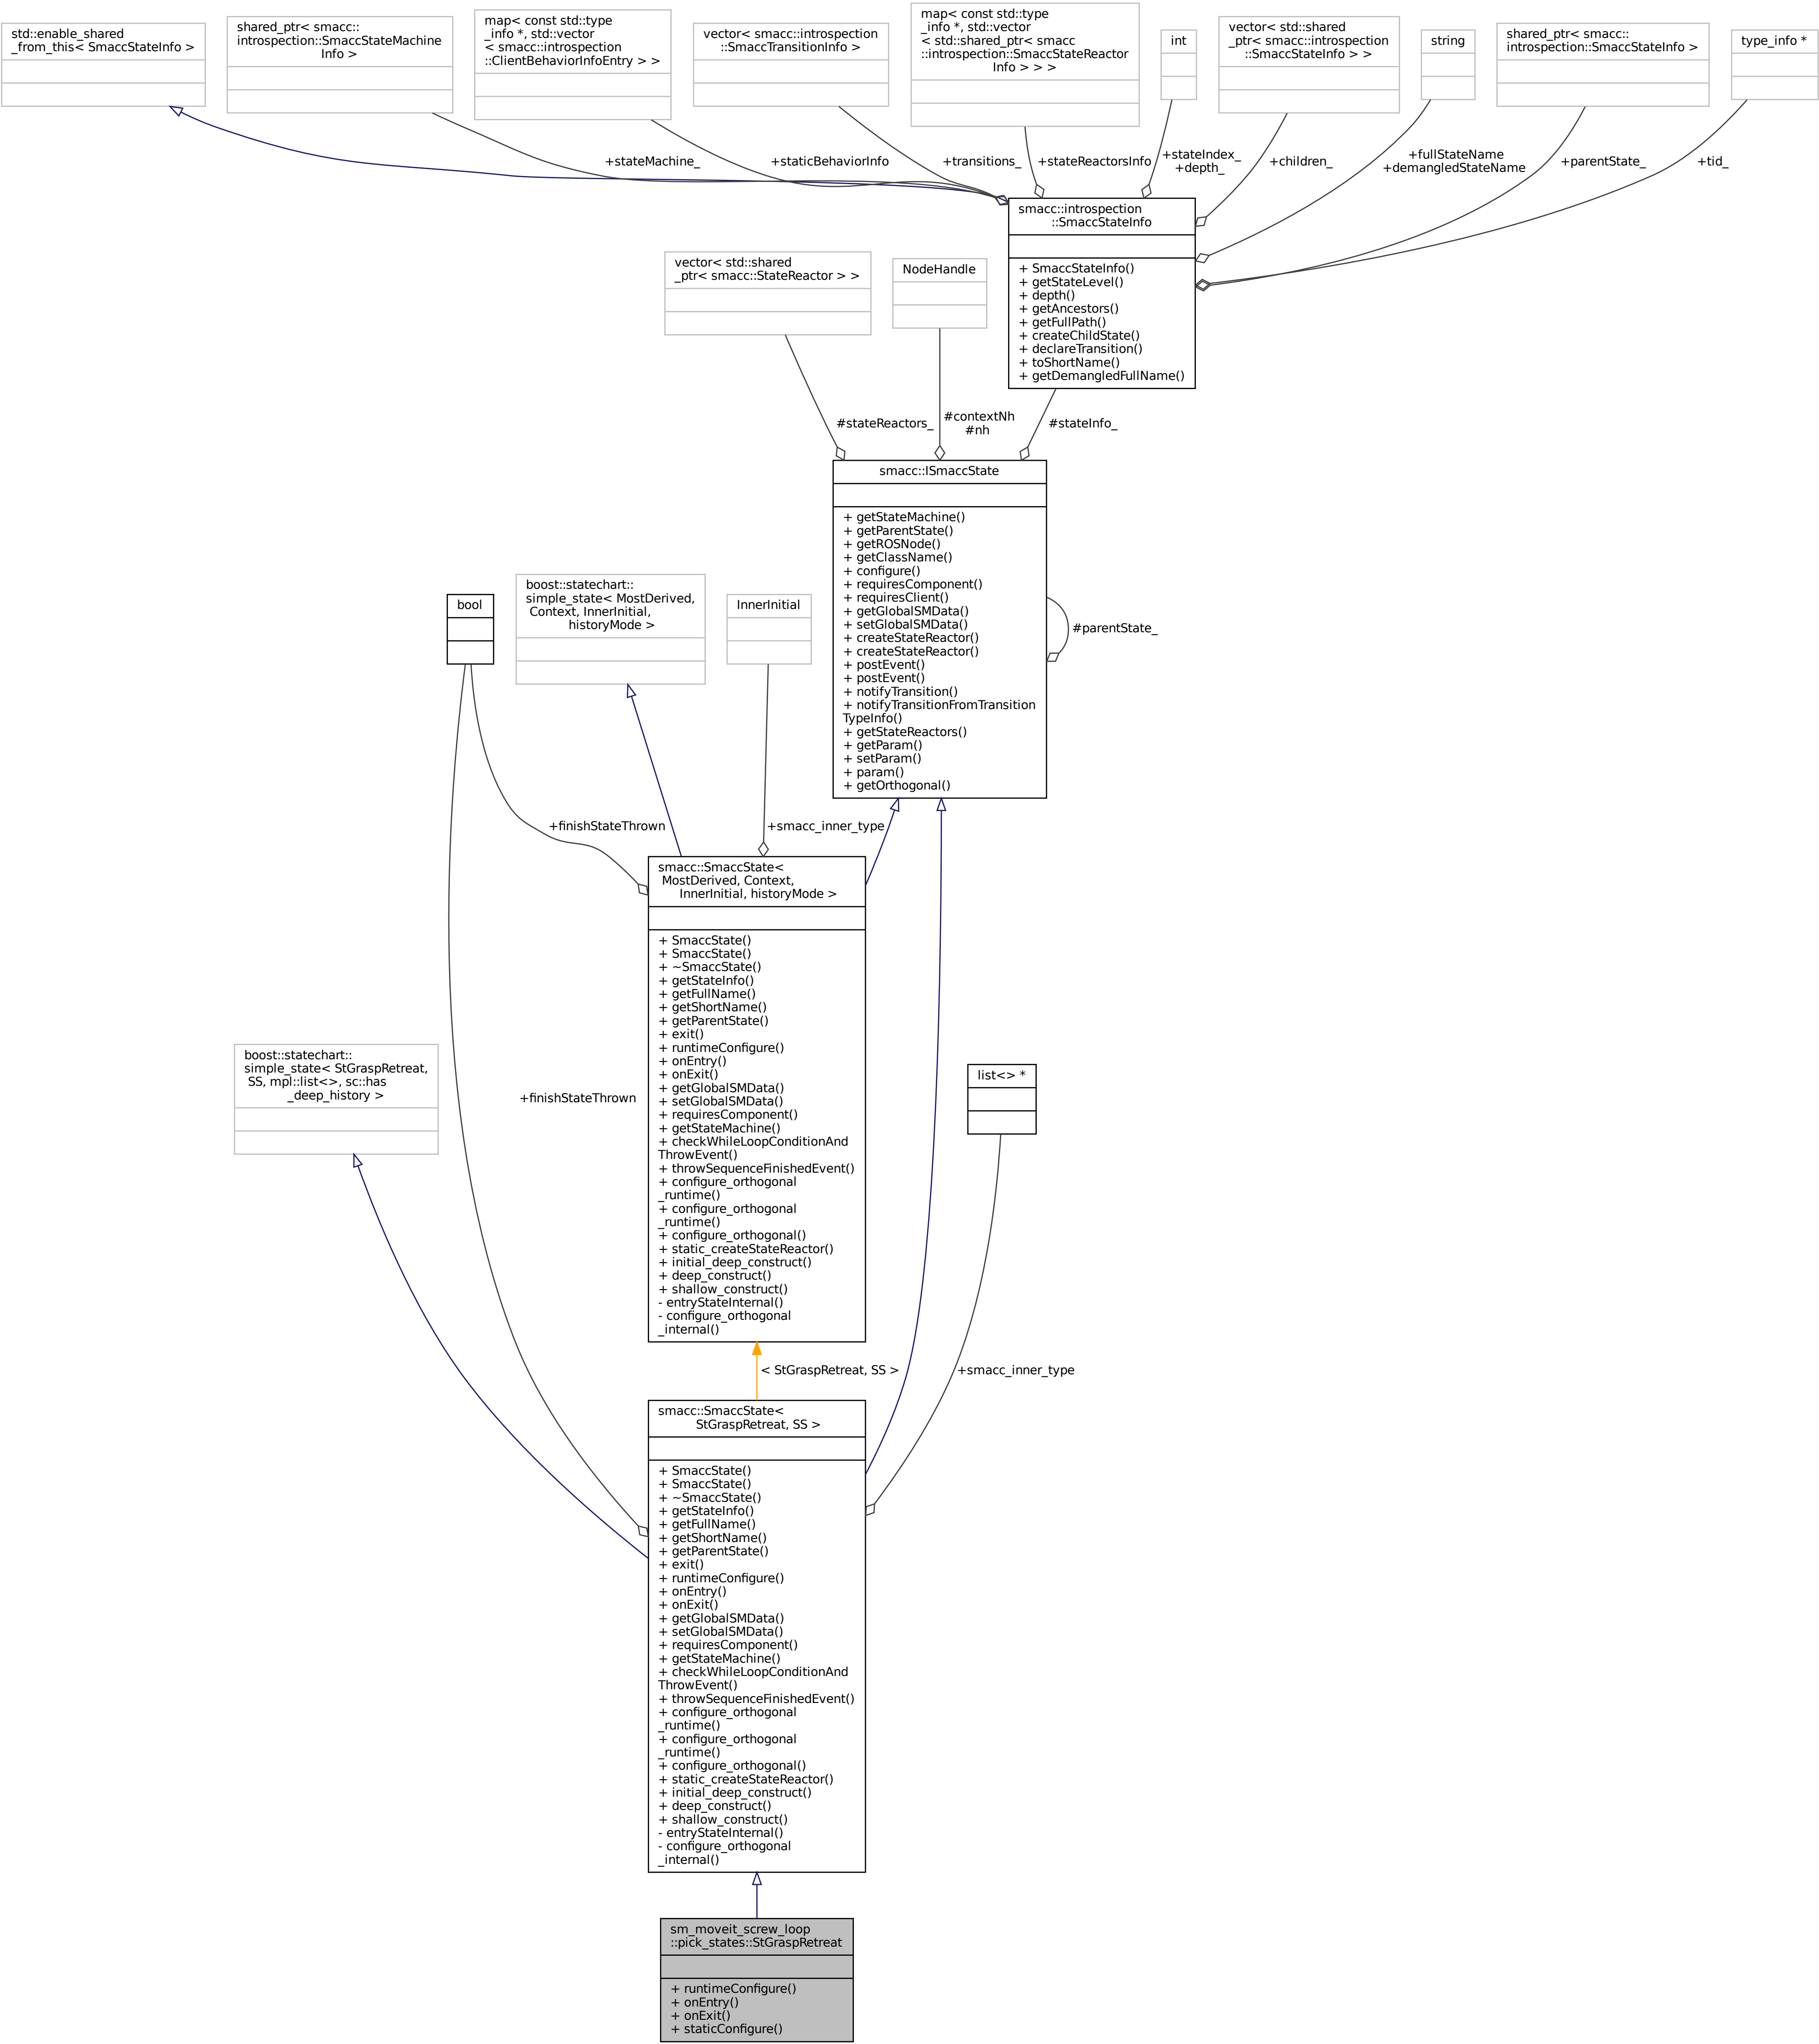 std::enable_shared
_from_this< SmaccStateInfo >
shared_ptr< smacc::
introspection::SmaccStateMachine
Info >
map< const std::type
_info *, std::vector
< smacc::introspection
::ClientBehaviorInfoEntry > >
vector< smacc::introspection
::SmaccTransitionInfo >
map< const std::type
_info *, std::vector
< std::shared_ptr< smacc
::introspection::SmaccStateReactor
Info > > >
int
vector< std::shared
_ptr< smacc::introspection
::SmaccStateInfo > >
string
shared_ptr< smacc::
introspection::SmaccStateInfo >
type_info *
+stateMachine_
+staticBehaviorInfo
+transitions_
+stateReactorsInfo
+stateIndex_
+depth_
+children_
+fullStateName
+demangledStateName
+parentState_
+tid_
smacc::introspection
::SmaccStateInfo
+ SmaccStateInfo()
+ getStateLevel()
+ depth()
+ getAncestors()
+ getFullPath()
+ createChildState()
+ declareTransition()
+ toShortName()
+ getDemangledFullName()
vector< std::shared
_ptr< smacc::StateReactor > >
NodeHandle
#stateReactors_
#contextNh
#nh
#stateInfo_
smacc::ISmaccState
+ getStateMachine()
+ getParentState()
+ getROSNode()
+ getClassName()
+ configure()
+ requiresComponent()
+ requiresClient()
+ getGlobalSMData()
+ setGlobalSMData()
+ createStateReactor()
+ createStateReactor()
+ postEvent()
+ postEvent()
+ notifyTransition()
+ notifyTransitionFromTransition
TypeInfo()
+ getStateReactors()
+ getParam()
+ setParam()
+ param()
+ getOrthogonal()
#parentState_
bool
boost::statechart::
simple_state< MostDerived,
Context, InnerInitial,
historyMode >
InnerInitial
+finishStateThrown
+smacc_inner_type
smacc::SmaccState<
MostDerived, Context,
InnerInitial, historyMode >
+ SmaccState()
+ SmaccState()
+ ~SmaccState()
+ getStateInfo()
+ getFullName()
+ getShortName()
+ getParentState()
+ exit()
+ runtimeConfigure()
+ onEntry()
+ onExit()
+ getGlobalSMData()
+ setGlobalSMData()
+ requiresComponent()
+ getStateMachine()
+ checkWhileLoopConditionAnd
ThrowEvent()
+ throwSequenceFinishedEvent()
+ configure_orthogonal
_runtime()
+ configure_orthogonal
_runtime()
+ configure_orthogonal()
+ static_createStateReactor()
+ initial_deep_construct()
+ deep_construct()
+ shallow_construct()
- entryStateInternal()
- configure_orthogonal
_internal()
boost::statechart::
simple_state< StGraspRetreat,
SS, mpl::list<>, sc::has
_deep_history >
+finishStateThrown
list<> *
< StGraspRetreat, SS >
+smacc_inner_type
smacc::SmaccState<
StGraspRetreat, SS >
+ SmaccState()
+ SmaccState()
+ ~SmaccState()
+ getStateInfo()
+ getFullName()
+ getShortName()
+ getParentState()
+ exit()
+ runtimeConfigure()
+ onEntry()
+ onExit()
+ getGlobalSMData()
+ setGlobalSMData()
+ requiresComponent()
+ getStateMachine()
+ checkWhileLoopConditionAnd
ThrowEvent()
+ throwSequenceFinishedEvent()
+ configure_orthogonal
_runtime()
+ configure_orthogonal
_runtime()
+ configure_orthogonal()
+ static_createStateReactor()
+ initial_deep_construct()
+ deep_construct()
+ shallow_construct()
- entryStateInternal()
- configure_orthogonal
_internal()
sm_moveit_screw_loop
::pick_states::StGraspRetreat
+ runtimeConfigure()
+ onEntry()
+ onExit()
+ staticConfigure()